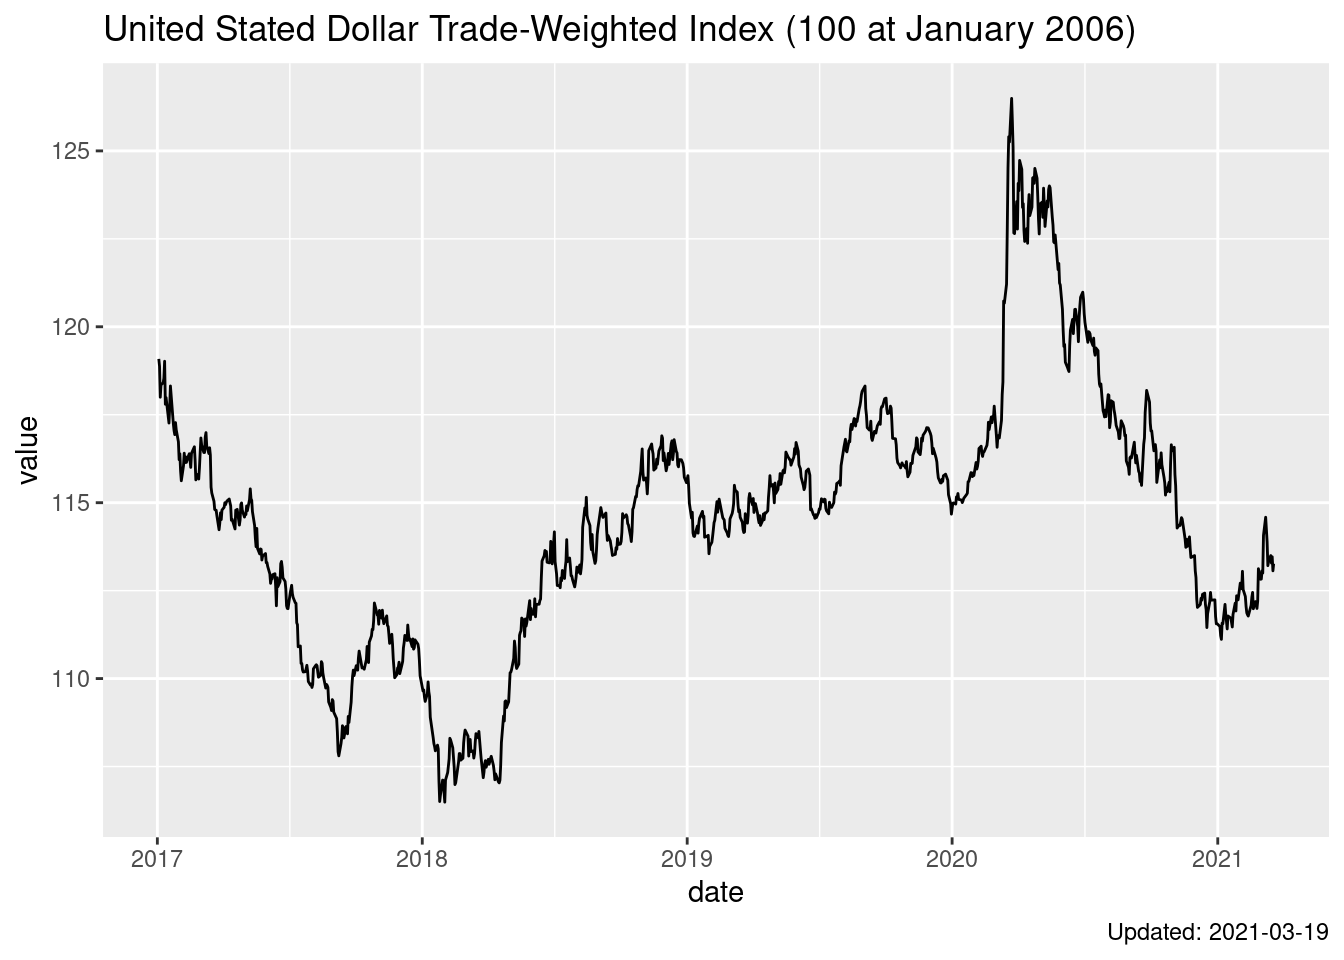 United Stated Dollar Trade-Weighted Index (100 at January 2006)
value
125
120
115
110
2017 2018 2019 2020 2021
date
Updated: 2021-03-19